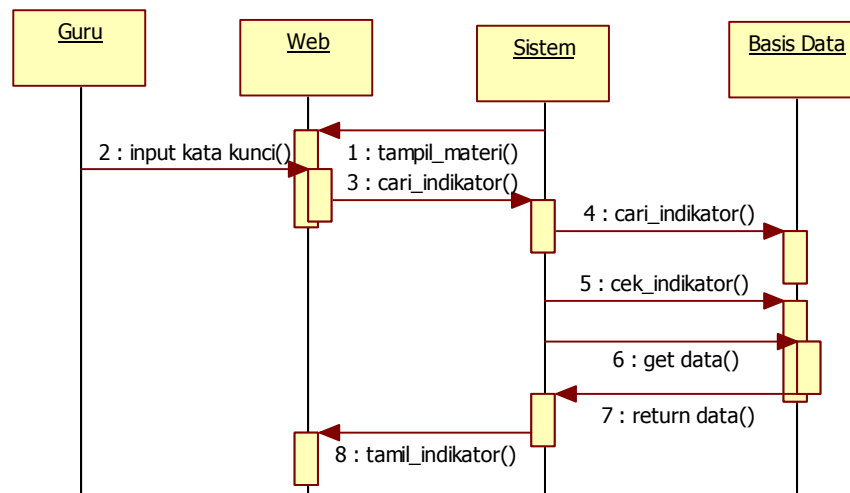 Guru
Web
Sistem
Basis Data
1 : tampil_materi()
2 : input kata kunci()
3 : cari_indikator()
4 : cari_indikator()
5 : cek_indikator()
6 : get data()
7 : return data()
8 : tamil_indikator()